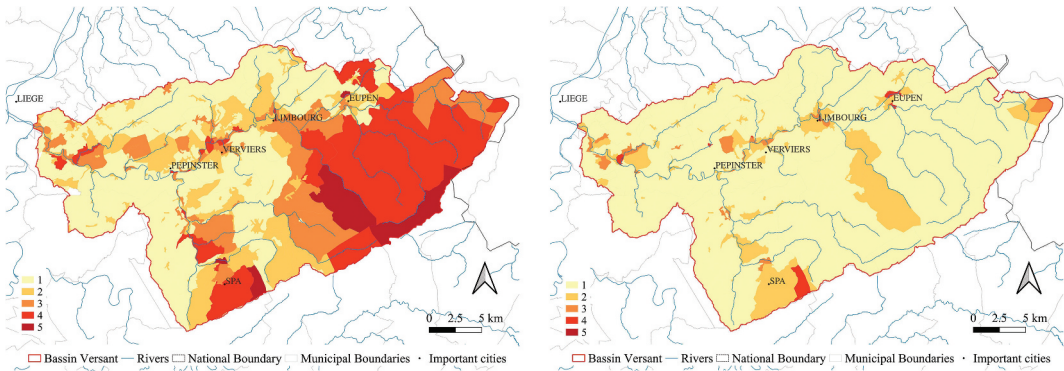 EUPEN
LIEGE
LIMBOURG
VERVIERS
PEPINSTER
SPA
1
2
3
4
5
0 2.5 5 km
Bassin Versant Rivers National Boundary Municipal Boundaries • Important cities
EUPEN
LIEGE
LIMBOURG
VERVIERS
PEPINSTER
SPA
1
2
3
4
5
0 2.5 5 km
Bassin Versant Rivers National Boundary Municipal Boundaries • Important cities